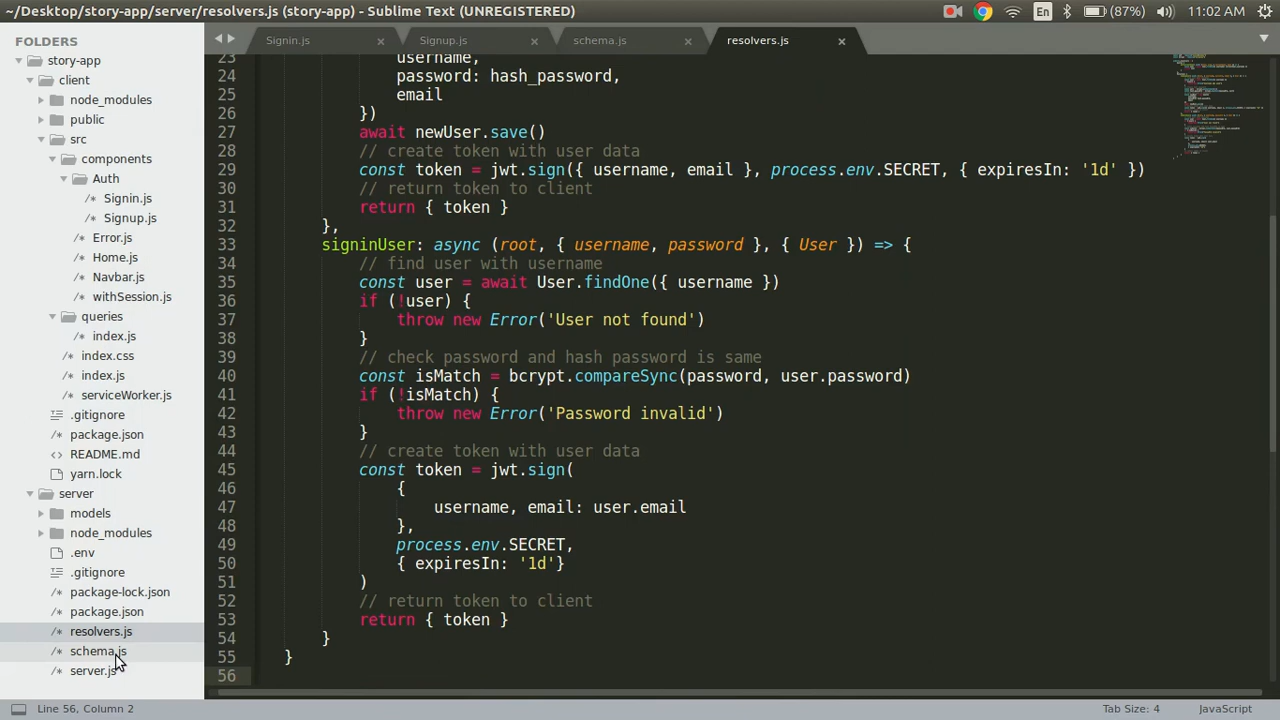 ~/Desktop/story-app/server/resolvers.js (story-app) - Sublime Text (UNREGISTERED)
En
(87%)
11:02 AM
FOLDERS
story-app
client
node_modules
public
src
components
Auth
/* Signin.js
/* Signup.js
/* Error.js
/* Home.js
/* Navbar.js
/* withSession.js
queries
/* index.js
/* index.css
/* index.js
/* serviceWorker.js
.gitignore
package.json
<> README.md
yarn.lock
server
models
node_modules
/* .env
.gitignore
/* package-lock.json
/* package.json
/* resolvers.js
/* schema.js
/* server.js
Signin.js
Signup.js
schema.js
resolvers.js
23 username,
24 password: hash_password,
25 email
26 })
27 await newUser.save()
28 // create token with user data
29 const token = jwt.sign({ username, email }, process.env.SECRET, { expiresIn: '1d' })
30 // return token to client
31 return { token }
32 },
33 signinUser: async (root, { username, password }, { User }) => {
34 // find user with username
35 const user = await User.findOne({ username })
36 if (!user) {
37 throw new Error('User not found')
38 }
39 // check password and hash password is same
40 const isMatch = bcrypt.compareSync(password, user.password)
41 if (!isMatch) {
42 throw new Error('Password invalid')
43 }
44 // create token with user data
45 const token = jwt.sign(
46 {
47 username, email: user.email
48 },
49 process.env.SECRET,
50 { expiresIn: '1d'}
51 )
52 // return token to client
53 return { token }
54 }
55 }
56
Line 56, Column 2
Tab Size: 4
JavaScript